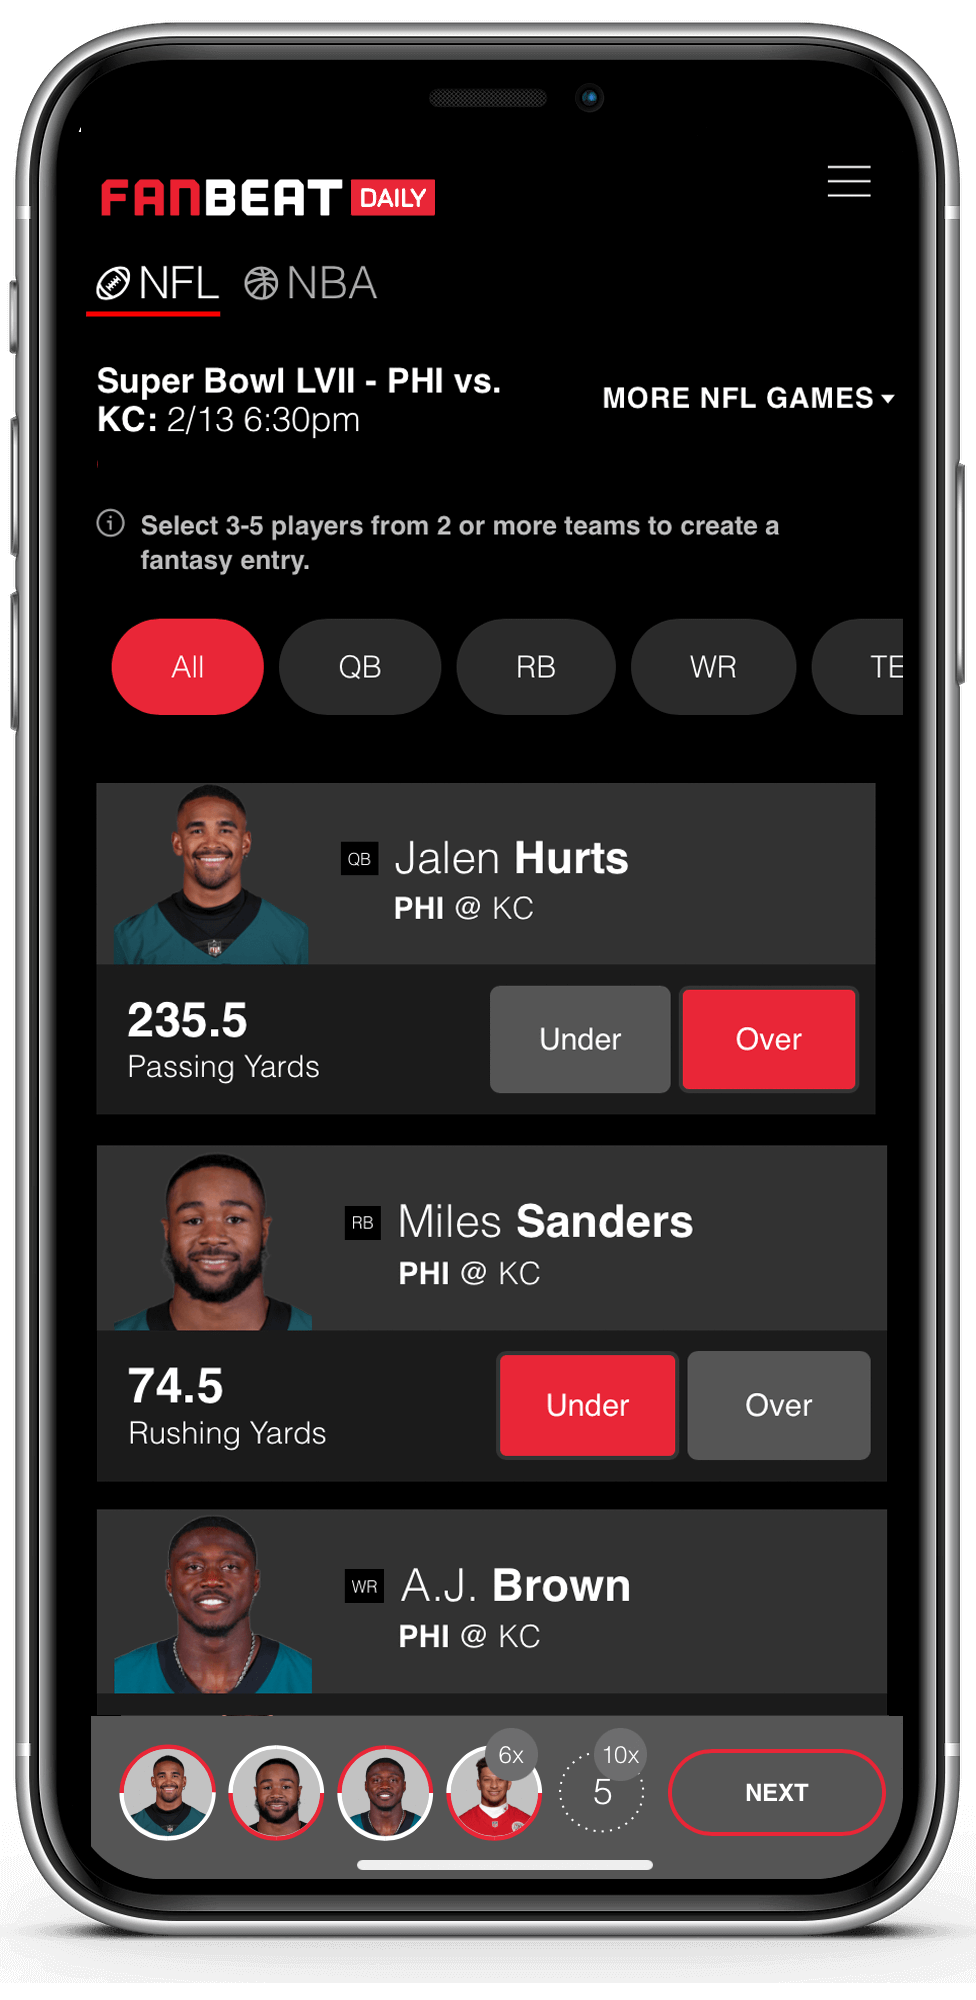 FANBEAT DAILY
NFL NBA
Super Bowl LVII - PHI vs.
KC: 2/13 6:30pm
MORE NFL GAMES
Select 3-5 players from 2 or more teams to create a
fantasy entry.
All QB RB WR TE
QB Jalen Hurts
PHI @ KC
235.5
Passing Yards
Under Over
RB Miles Sanders
PHI @ KC
74.5
Rushing Yards
Under Over
WR A.J. Brown
PHI @ KC
6x 10x
5
NEXT